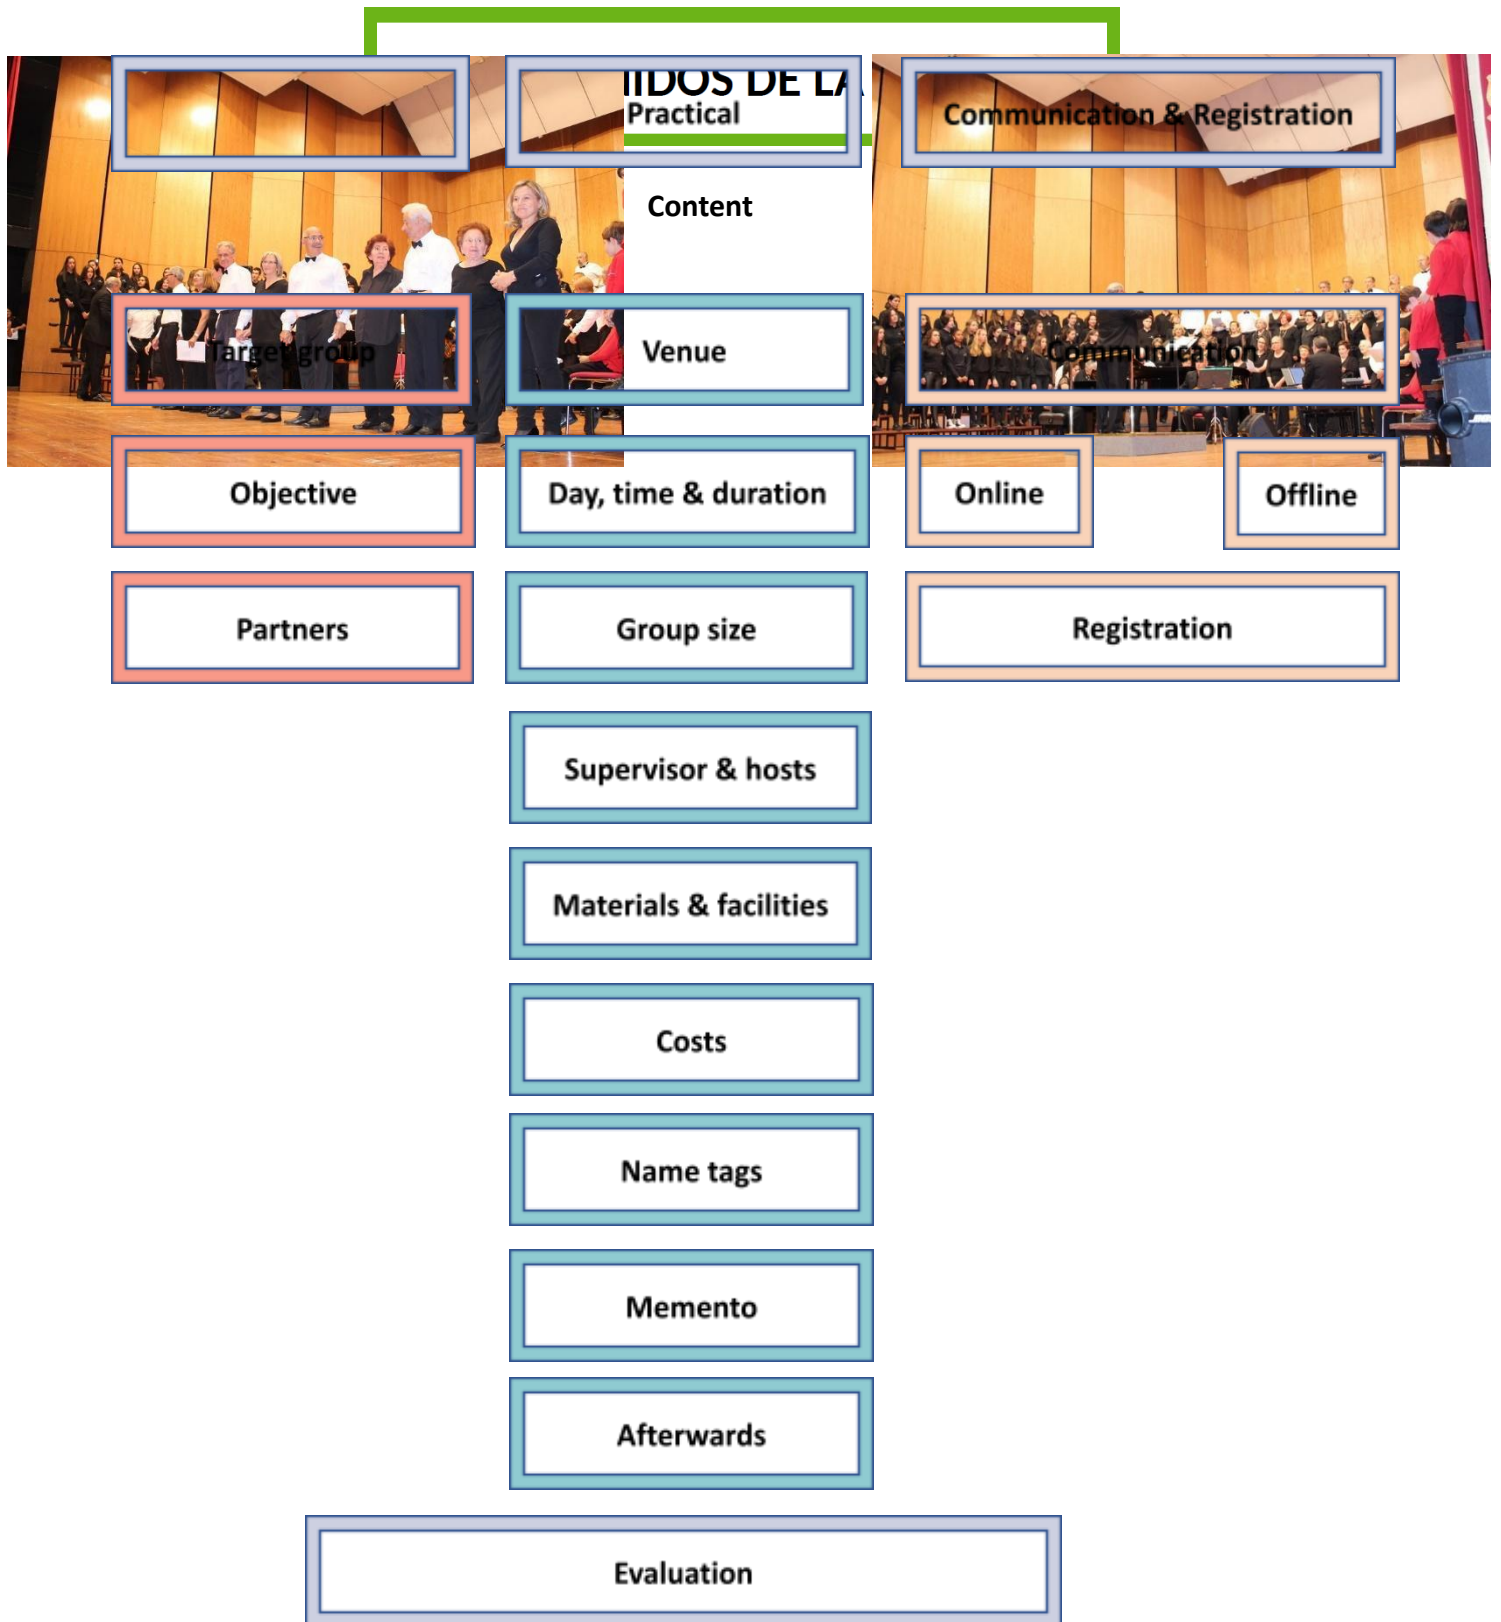 IIDOS DE LA
Practical
Communication & Registration
Content
Target group
Venue
Communication
Objective
Day, time & duration
Online
Offline
Partners
Group size
Registration
Supervisor & hosts
Materials & facilities
Costs
Name tags
Memento
Afterwards
Evaluation